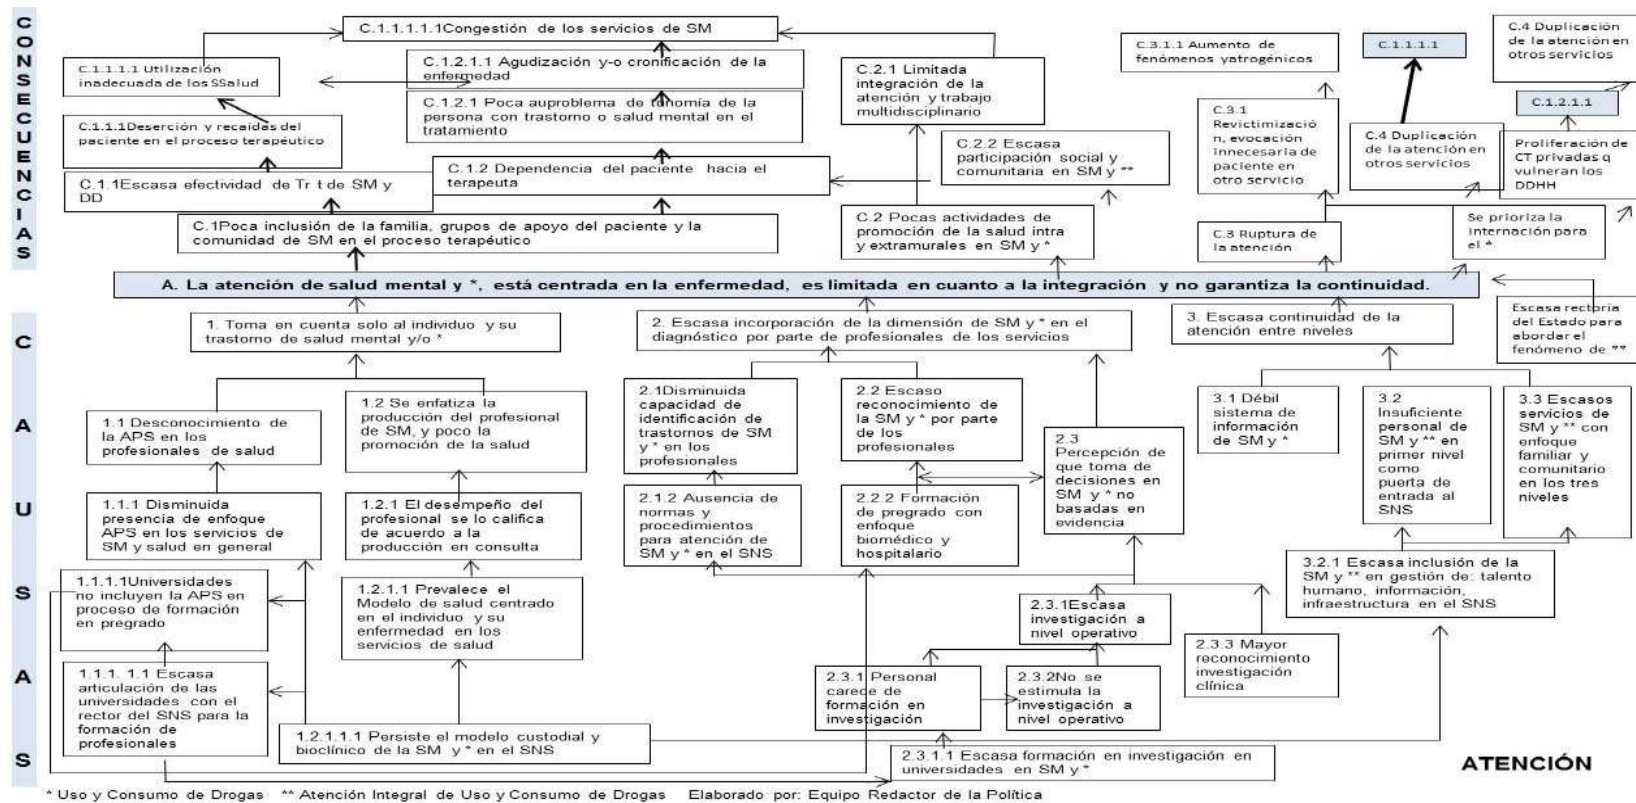 CONSECUENCIAS
C.1.1.1.1.1Congestión de los servicios de SM
C.1.1.1.1 Utilización
inadecuada de los SSalud
C.1.2.1.1 Agudización y-o cronificación de la
enfermedad
C.1.2.1 Poca auproblema de tonomía de la
persona con trastorno o salud mental en el
tratamiento
C.1.1.1Deserción y recaídas del
paciente en el proceso terapéutico
C.1.2 Dependencia del paciente hacia el
terapeuta
C.1.1Escasa efectividad de Tr t de SM y
DD
C.1Poca inclusión de la familia, grupos de apoyo del paciente y la
comunidad de SM en el proceso terapéutico
C.2.1 Limitada
integración de la
atención y trabajo
multidisciplinario
C.2.2 Escasa
participación social y
comunitaria en SM y **
C.2 Pocas actividades de
promoción de la salud intra
y extramurales en SM y *
C.3.1.1 Aumento de
fenómenos yatrogénicos
C.3.1
Revictimizació
n, evocación
innecesaria de
paciente en
otro servicio
C.3 Ruptura de
la atención
C.1.1.1.1
C.4 Duplicación
de la atención en
otros servicios
C.4 Duplicación
de la atención en
otros servicios
C.1.2.1.1
Proliferación de
CT privadas q
vulneran los
DDHH
Se prioriza la
internación para
el *
A. La atención de salud mental y *, está centrada en la enfermedad, es limitada en cuanto a la integración y no garantiza la continuidad.
CAUSAS
1. Toma en cuenta solo al individuo y su
trastorno de salud mental y/o *
2. Escasa incorporación de la dimensión de SM y * en el
diagnóstico por parte de profesionales de los servicios
3. Escasa continuidad de la
atención entre niveles
Escasa rectoría
del Estado para
abordar el
fenómeno de **
1.1 Desconocimiento de
la APS en los
profesionales de salud
1.2 Se enfatiza la
producción del profesional
de SM, y poco la
promoción de la salud
2.1Disminuida
capacidad de
identificación de
trastornos de SM
y * en los
profesionales
2.2 Escaso
reconocimiento de
la SM y * por parte
de los
profesionales
2.3
Percepción de
que toma de
decisiones en
SM y * no
basadas en
evidencia
3.1 Débil
sistema de
información
de SM y *
3.2
Insuficiente
personal de
SM y ** en
primer nivel
como
puerta de
entrada al
SNS
3.3 Escasos
servicios de
SM y ** con
enfoque
familiar y
comunitario
en los tres
niveles
1.1.1 Disminuida
presencia de enfoque
APS en los servicios de
SM y salud en general
1.2.1 El desempeño del
profesional se lo califica
de acuerdo a la
producción en consulta
2.1.2 Ausencia de
normas y
procedimientos
para atención de
SM y * en el SNS
2.2.2 Formación
de pregrado con
enfoque
biomédico y
hospitalario
1.1.1.1Universidades
no incluyen la APS en
proceso de formación
en pregrado
1.2.1.1 Prevalece el
Modelo de salud centrado
en el individuo y su
enfermedad en los
servicios de salud
3.2.1 Escasa inclusión de la
SM y ** en gestión de: talento
humano, información,
infraestructura en el SNS
2.3.1Escasa
investigación a
nivel operativo
2.3.3 Mayor
reconocimiento
investigación
clínica
1.1.1. 1.1 Escasa
articulación de las
universidades con el
rector del SNS para la
formación de
profesionales
2.3.1 Personal
carece de
formación en
investigación
2.3.2No se
estimula la
investigación a
nivel operativo
1.2.1.1.1 Persiste el modelo custodial y
bioclínico de la SM y * en el SNS
2.3.1.1 Escasa formación en investigación en
universidades en SM y *
ATENCIÓN
* Uso y Consumo de Drogas ** Atención Integral de Uso y Consumo de Drogas Elaborado por: Equipo Redactor de la Política